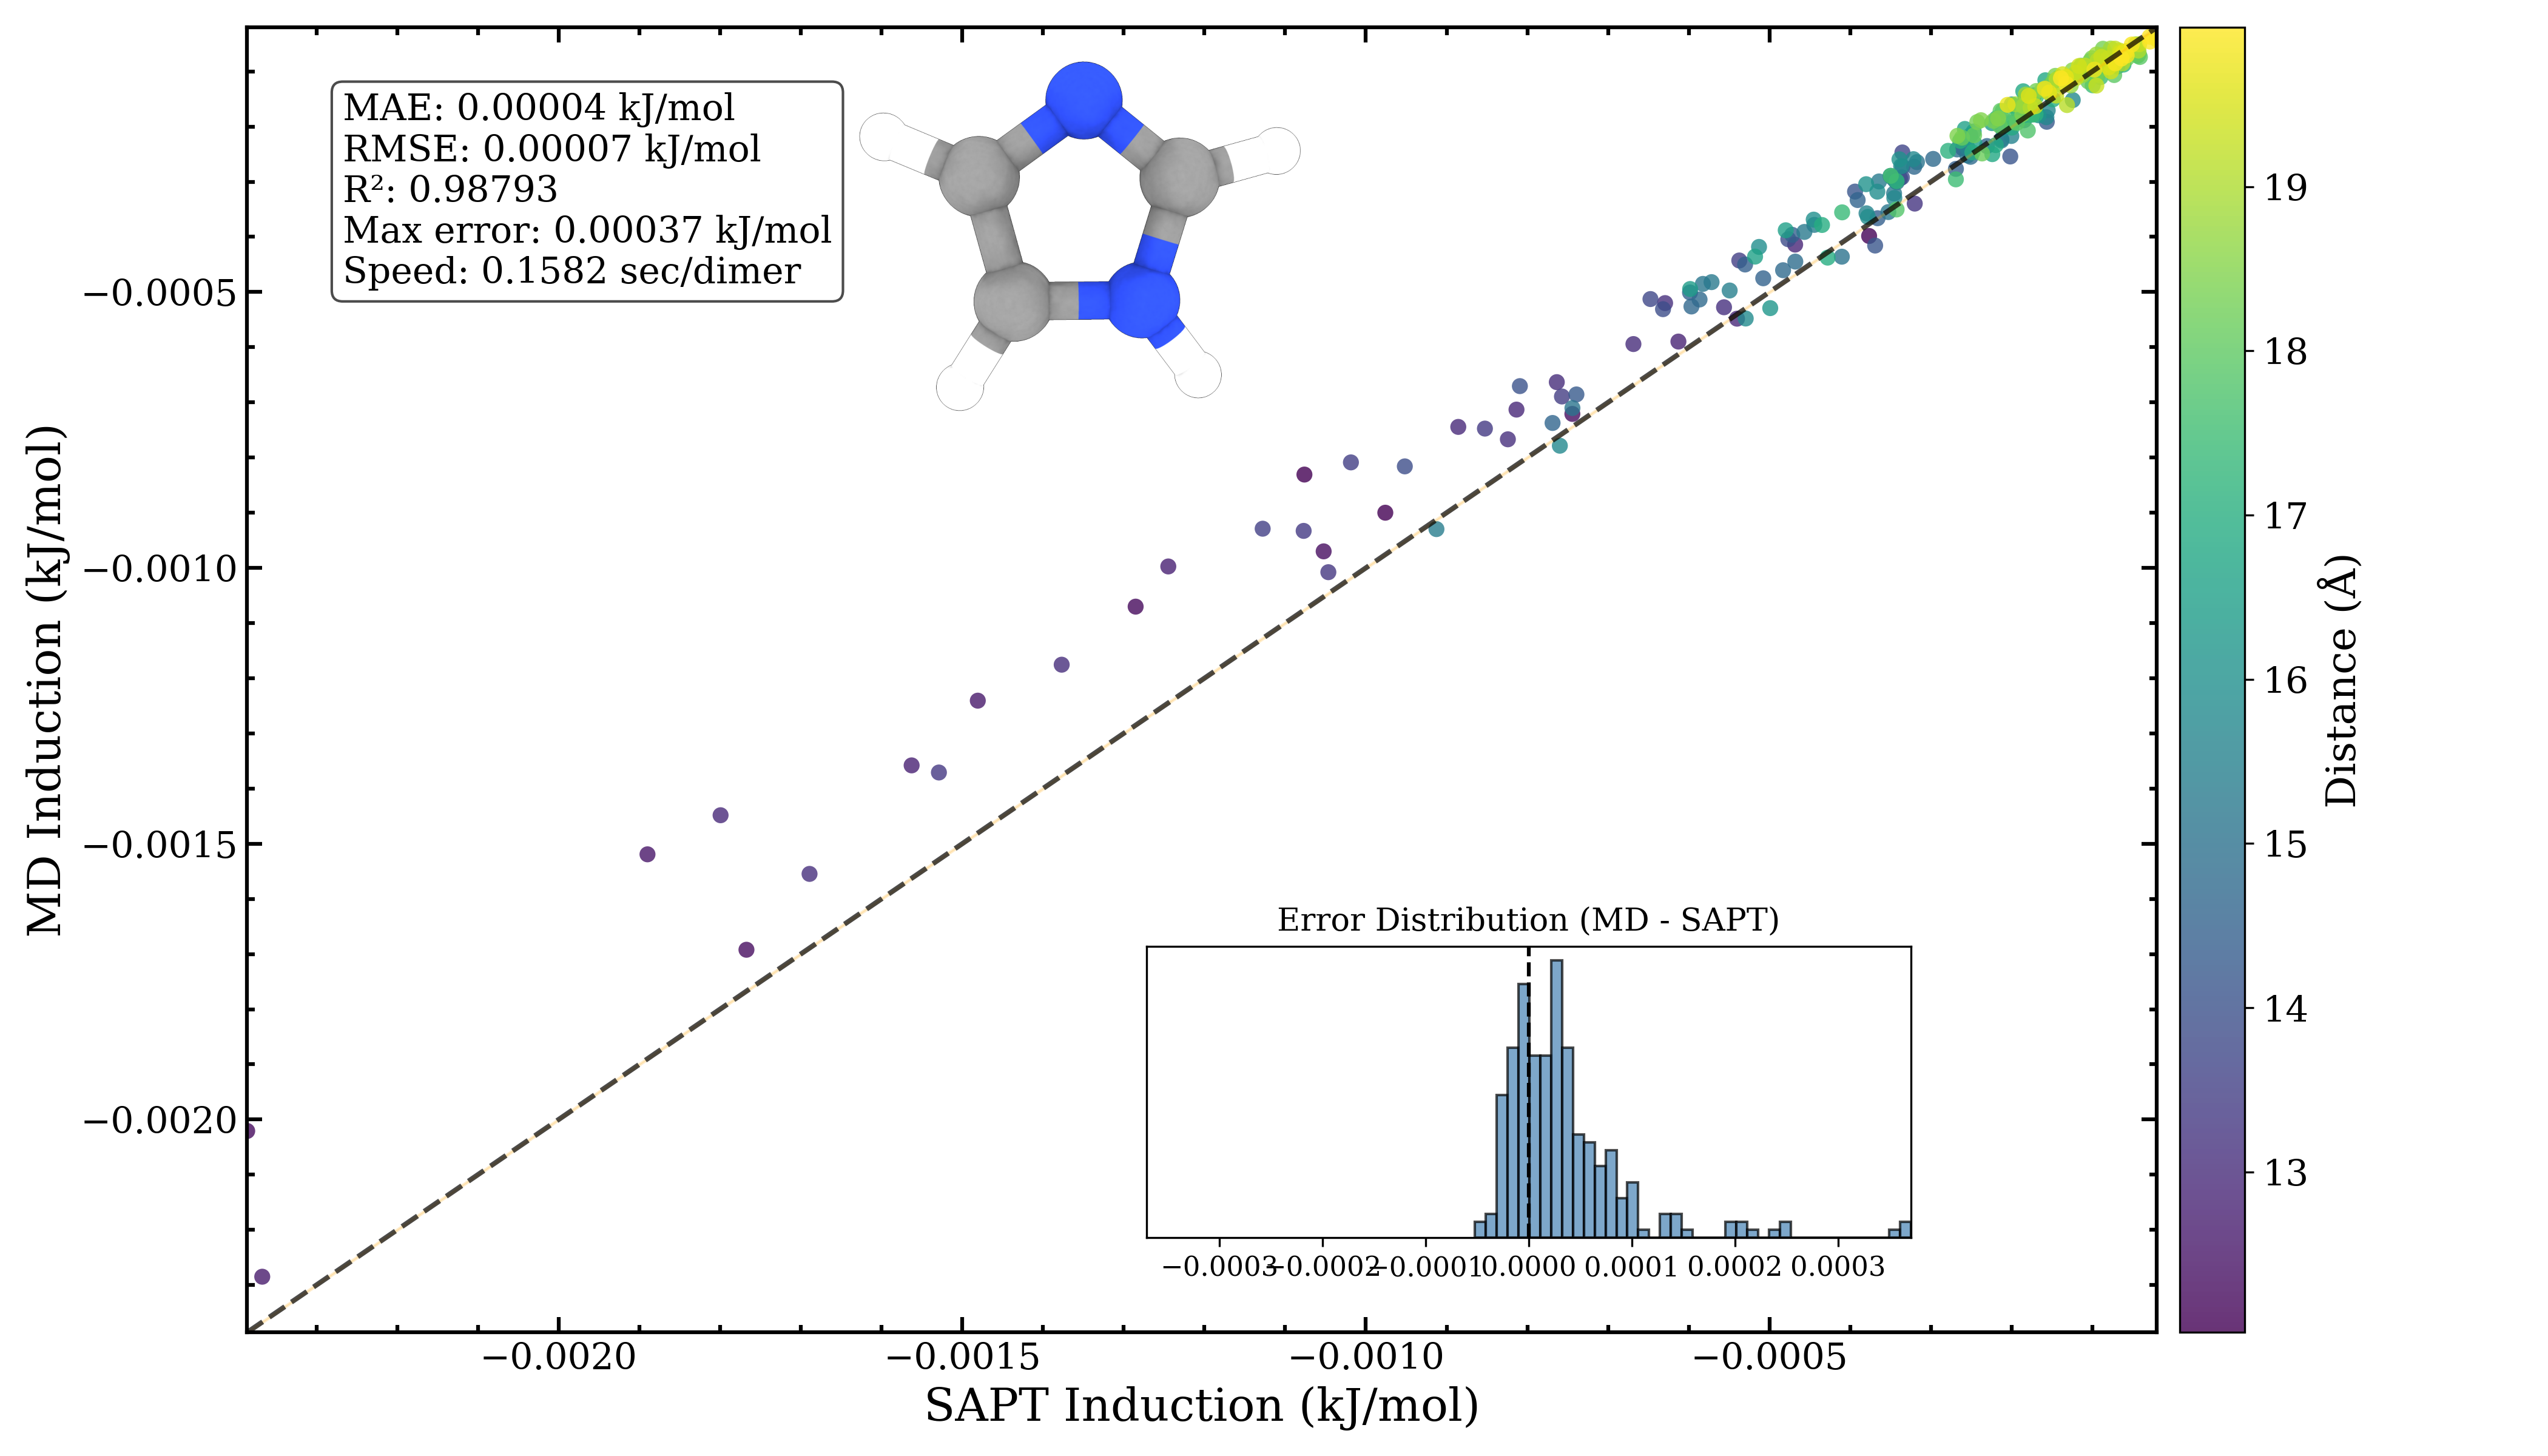 MAE: 0.00004 kJ/mol
RMSE: 0.00007 kJ/mol
R²: 0.98793
Max error: 0.00037 kJ/mol
Speed: 0.1582 sec/dimer
MD Induction (kJ/mol)
−0.0005
−0.0010
−0.0015
−0.0020
Error Distribution (MD - SAPT)
−0.0003 −0.0002 −0.0001 0.0000 0.0001 0.0002 0.0003
−0.0020 −0.0015 −0.0010 −0.0005
SAPT Induction (kJ/mol)
19
18
17
16
15
14
13
Distance (Å)